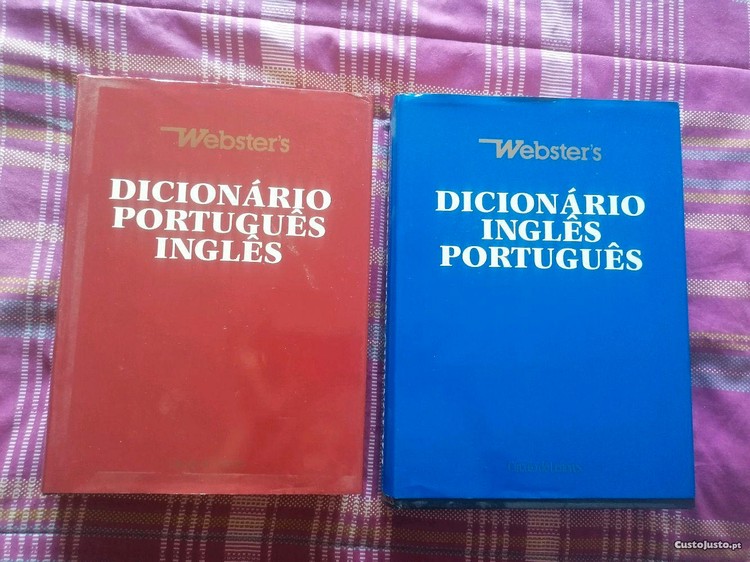 Webster's
DICIONÁRIO
PORTUGUÊS
INGLÊS
Webster's
DICIONÁRIO
INGLÊS
PORTUGUÊS
CustoJusto.pt